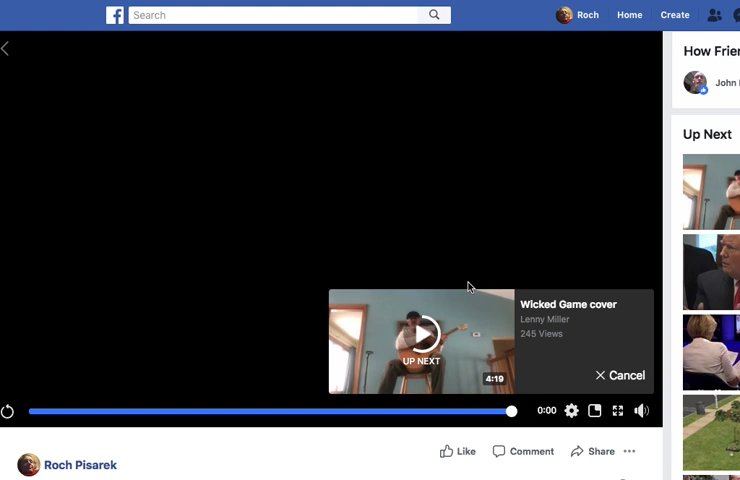 f Search Roch Home Create
How Frien
John
Up Next
Wicked Game cover
Lenny Miller
245 Views
UP NEXT
4:19
Cancel
0:00
Like Comment Share
Roch Pisarek